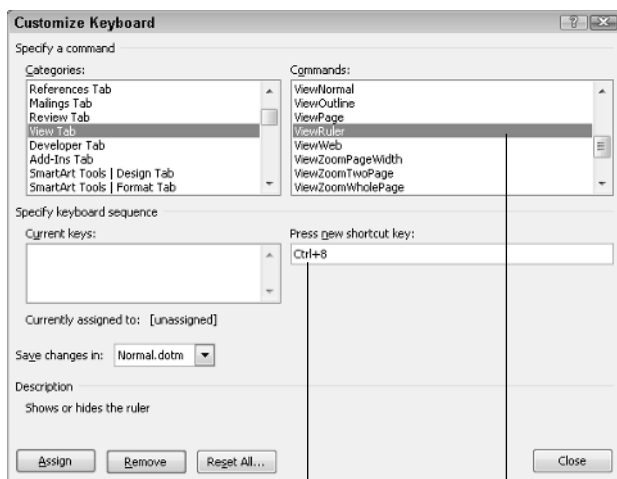 Customize Keyboard
Specify a command
Categories:
References Tab
Mailings Tab
Review Tab
View Tab
Developer Tab
Add-Ins Tab
SmartArt Tools | Design Tab
SmartArt Tools | Format Tab
Commands:
ViewNormal
ViewOutline
ViewPage
ViewRuler
ViewWeb
ViewZoomPageWidth
ViewZoomTwoPage
ViewZoomWholePage
Specify keyboard sequence
Current keys:
Press new shortcut key:
Ctrl+8
Currently assigned to: [unassigned]
Save changes in: Normal.dotm
Description
Shows or hides the ruler
Assign Remove Reset All... Close